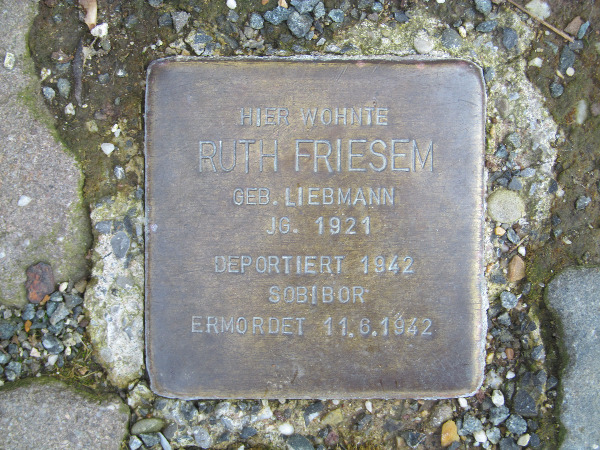 HIER WOHNTE
RUTH FRIESEM
GEB. LIEBMANN
JG. 1921
DEPORTIERT 1942
SOBIBOR
ERMORDET 11.6.1942